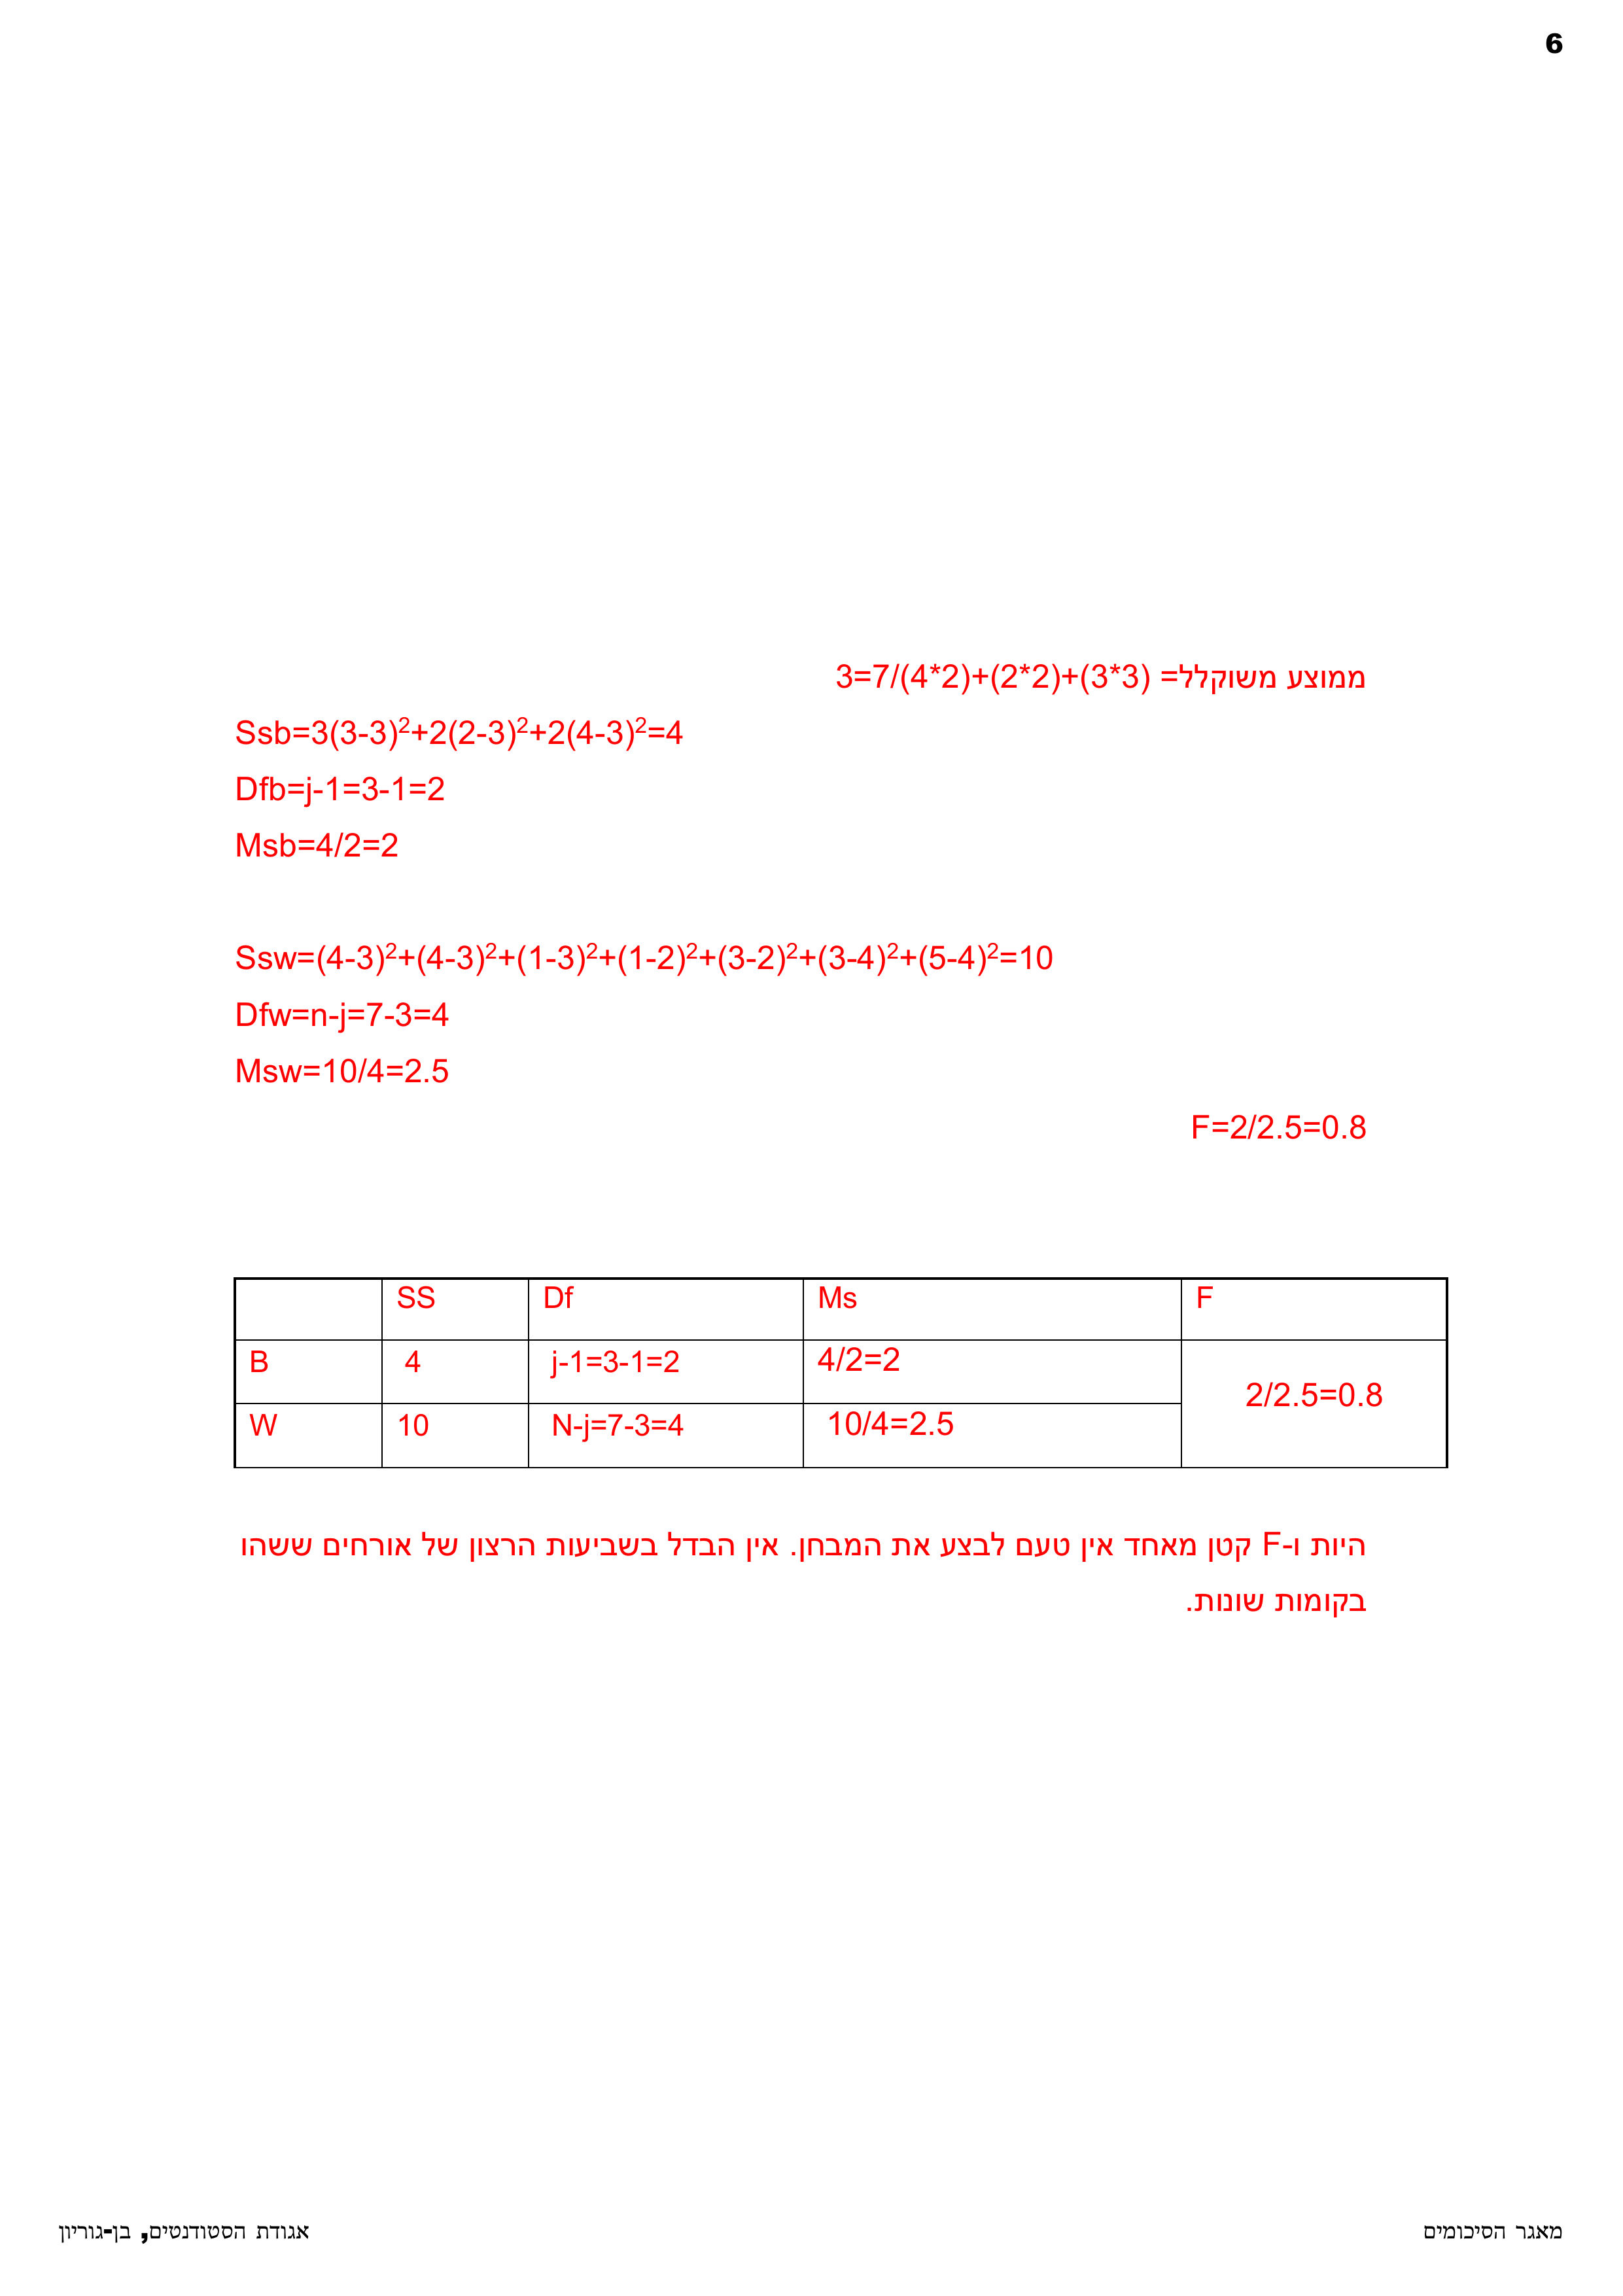 6
ממוצע משוקלל= (3*3)+(2*2)+(2*4)/7=3
Ssb=3(3-3)²+2(2-3)²+2(4-3)²=4
Dfb=j-1=3-1=2
Msb=4/2=2
Ssw=(4-3)²+(4-3)²+(1-3)²+(1-2)²+(3-2)²+(3-4)²+(5-4)²=10
Dfw=n-j=7-3=4
Msw=10/4=2.5
F=2/2.5=0.8
SS Df Ms F
B 4 j-1=3-1=2 4/2=2 2/2.5=0.8
W 10 N-j=7-3=4 10/4=2.5
היות ו-F קטן מאחד אין טעם לבצע את המבחן. אין הבדל בשביעות הרצון של אורחים ששהו
בקומות שונות.
מאגר הסיכומים אגודת הסטודנטים, בן-גוריון